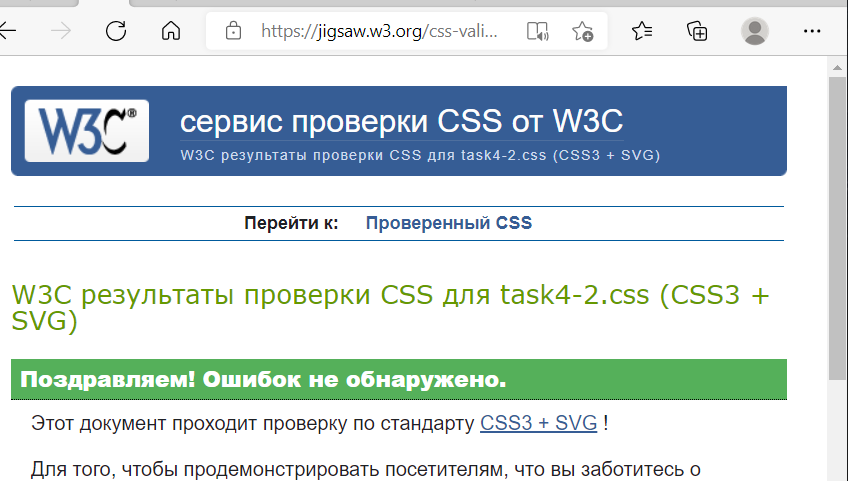 https://jigsaw.w3.org/css-vali...
W3C®
сервис проверки CSS от W3C
W3C результаты проверки CSS для task4-2.css (CSS3 + SVG)
Перейти к: Проверенный CSS
W3C результаты проверки CSS для task4-2.css (CSS3 +
SVG)
Поздравляем! Ошибок не обнаружено.
Этот документ проходит проверку по стандарту CSS3 + SVG !
Для того, чтобы продемонстрировать посетителям, что вы заботитесь о